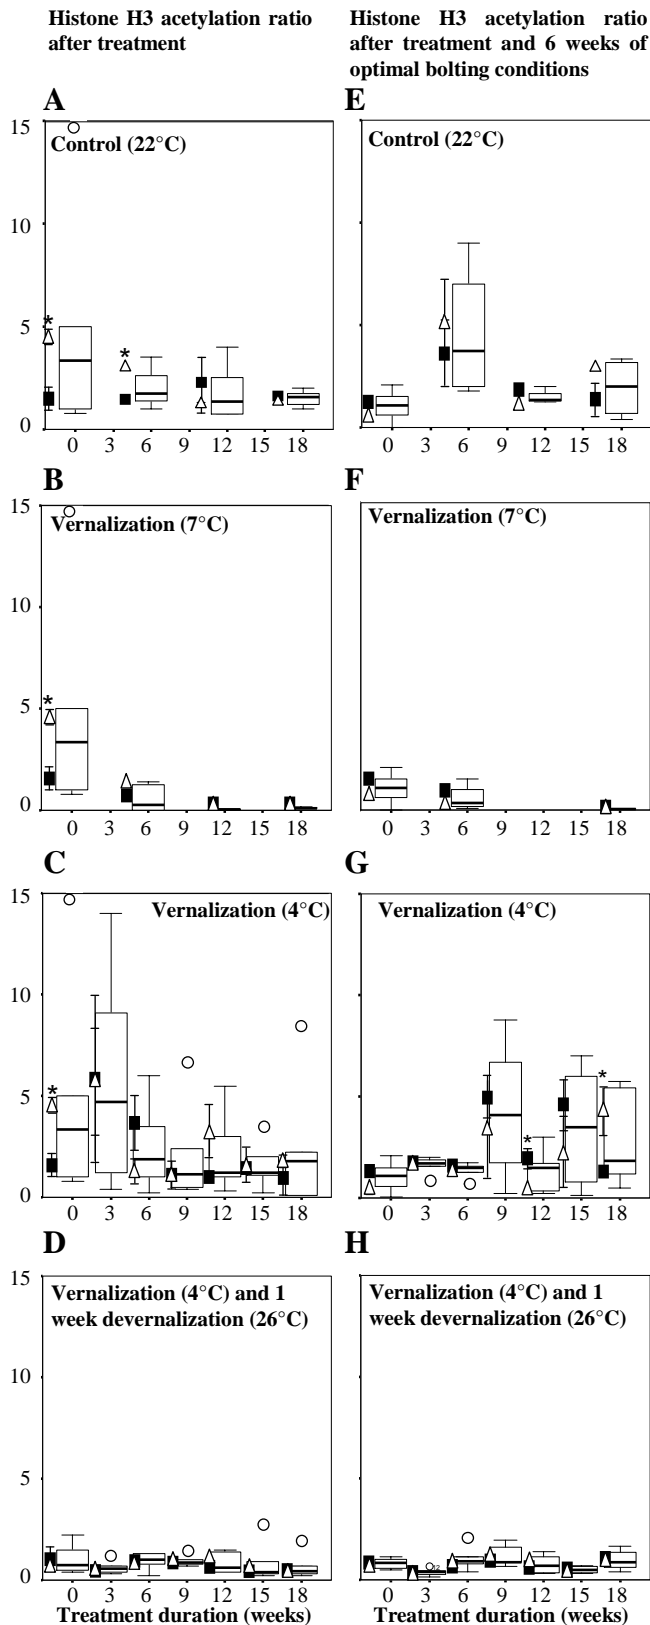 Histone H3 acetylation ratio
after treatment
Histone H3 acetylation ratio
after treatment and 6 weeks of
optimal bolting conditions
A
E
15
Control (22°C)
Control (22°C)
10
*
*
5
0
0 3 6 9 12 15 18
0 3 6 9 12 15 18
B
F
15
Vernalization (7°C)
Vernalization (7°C)
10
*
5
0
0 3 6 9 12 15 18
0 3 6 9 12 15 18
C
G
15
Vernalization (4°C)
Vernalization (4°C)
10
*
*
5
*
0
0 3 6 9 12 15 18
0 3 6 9 12 15 18
D
H
15
Vernalization (4°C) and 1
week devernalization (26°C)
Vernalization (4°C) and 1
week devernalization (26°C)
10
5
0
0 3 6 9 12 15 18
0 3 6 9 12 15 18
Treatment duration (weeks)
Treatment duration (weeks)